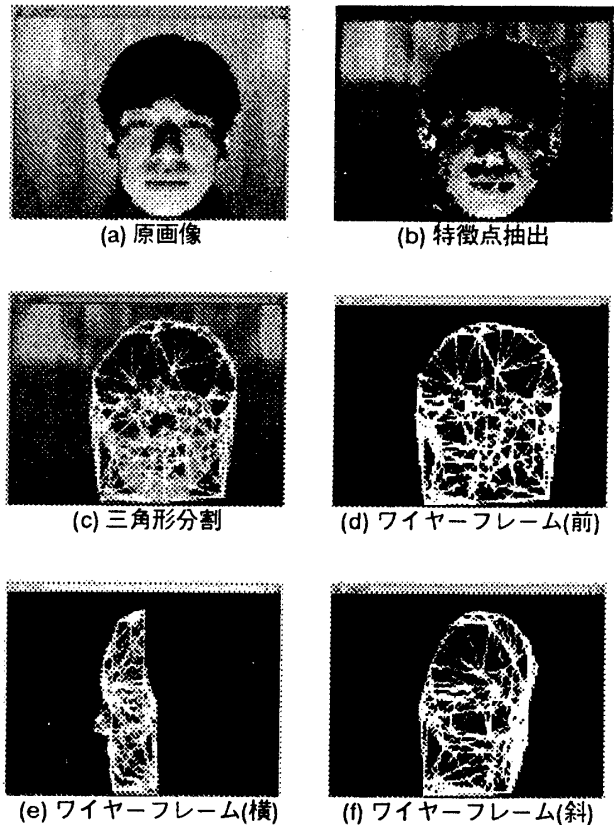 (a) 原画像
(b) 特徴点抽出
(c) 三角形分割
(d) ワイヤーフレーム(前)
(e) ワイヤーフレーム(横)
(f) ワイヤーフレーム(斜)